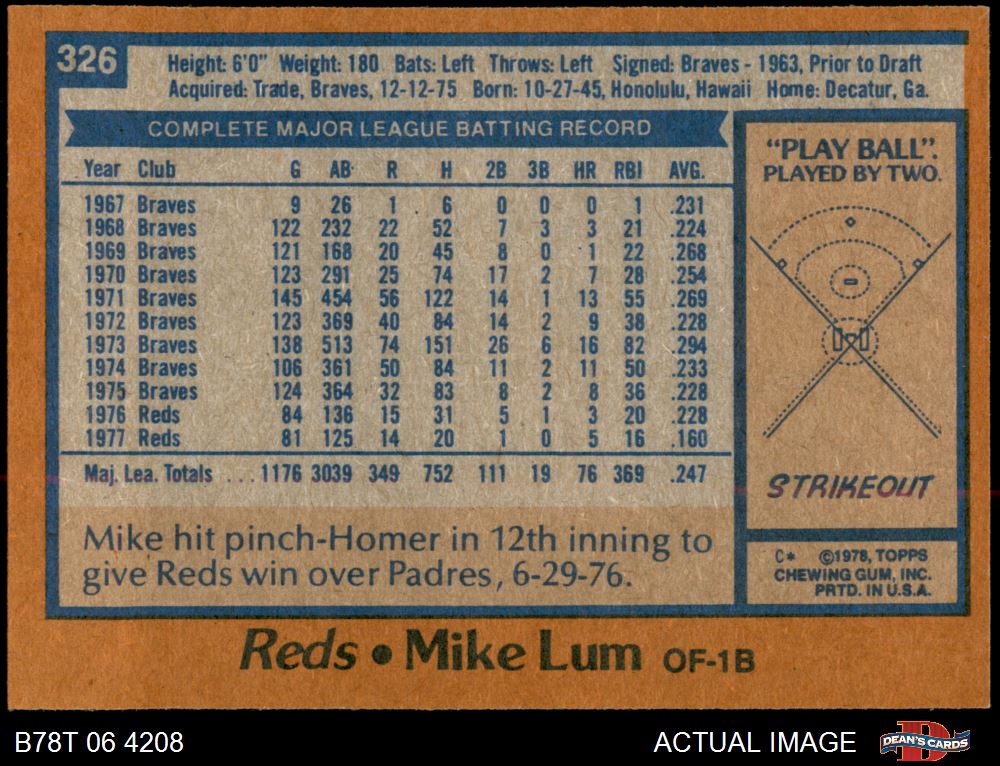 326
Height: 6'0" Weight: 180 Bats: Left Throws: Left Signed: Braves - 1963, Prior to Draft
Acquired: Trade, Braves, 12-12-75 Born: 10-27-45, Honolulu, Hawaii Home: Decatur, Ga.
COMPLETE MAJOR LEAGUE BATTING RECORD
Year Club G AB R H 2B 3B HR RBI AVG.
1967 Braves 9 26 1 6 0 0 0 1 .231
1968 Braves 122 232 22 52 7 3 3 21 .224
1969 Braves 121 168 20 45 8 0 1 22 .268
1970 Braves 123 291 25 74 17 2 7 28 .254
1971 Braves 145 454 56 122 14 1 13 55 .269
1972 Braves 123 369 40 84 14 2 9 38 .228
1973 Braves 138 513 74 151 26 6 16 82 .294
1974 Braves 106 361 50 84 11 2 11 50 .233
1975 Braves 124 364 32 83 8 2 8 36 .228
1976 Reds 84 136 15 31 5 1 3 20 .228
1977 Reds 81 125 14 20 1 0 5 16 .160
Maj. Lea. Totals ... 1176 3039 349 752 111 19 76 369 .247
Mike hit pinch-Homer in 12th inning to
give Reds win over Padres, 6-29-76.
"PLAY BALL".
PLAYED BY TWO.
STRIKEOUT
C* ©1978, TOPPS
CHEWING GUM, INC.
PRTD. IN U.S.A.
Reds • Mike Lum OF-1B
B78T 06 4208
ACTUAL IMAGE
D
DEAN'S CARDS